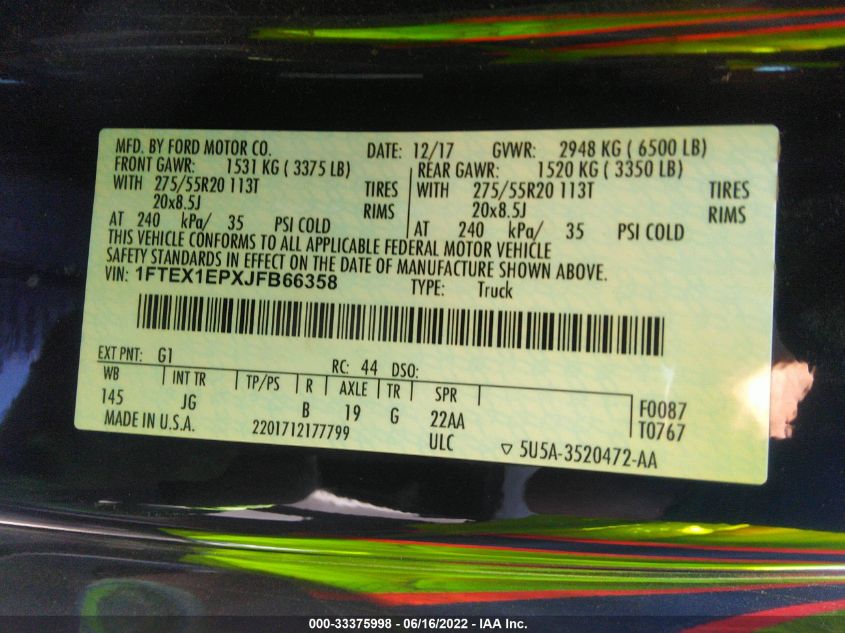 MFD. BY FORD MOTOR CO. DATE: 12/17 GVWR: 2948 KG ( 6500 LB)
FRONT GAWR: 1531 KG ( 3375 LB) REAR GAWR: 1520 KG ( 3350 LB)
WITH 275/55R20 113T TIRES WITH 275/55R20 113T TIRES
20x8.5J RIMS 20x8.5J RIMS
AT 240 kPa/ 35 PSI COLD AT 240 kPa/ 35 PSI COLD
THIS VEHICLE CONFORMS TO ALL APPLICABLE FEDERAL MOTOR VEHICLE
SAFETY STANDARDS IN EFFECT ON THE DATE OF MANUFACTURE SHOWN ABOVE.
VIN: 1FTEX1EPXJFB66358 TYPE: Truck
EXT PNT: G1 RC: 44 DSO:
WB INT TR TP/PS R AXLE TR SPR
145 JG B 19 G 22AA F0087
MADE IN U.S.A. 2201712177799 ULC T0767
▽ 5U5A-3520472-AA
000-33375998 - 06/16/2022 - IAA Inc.